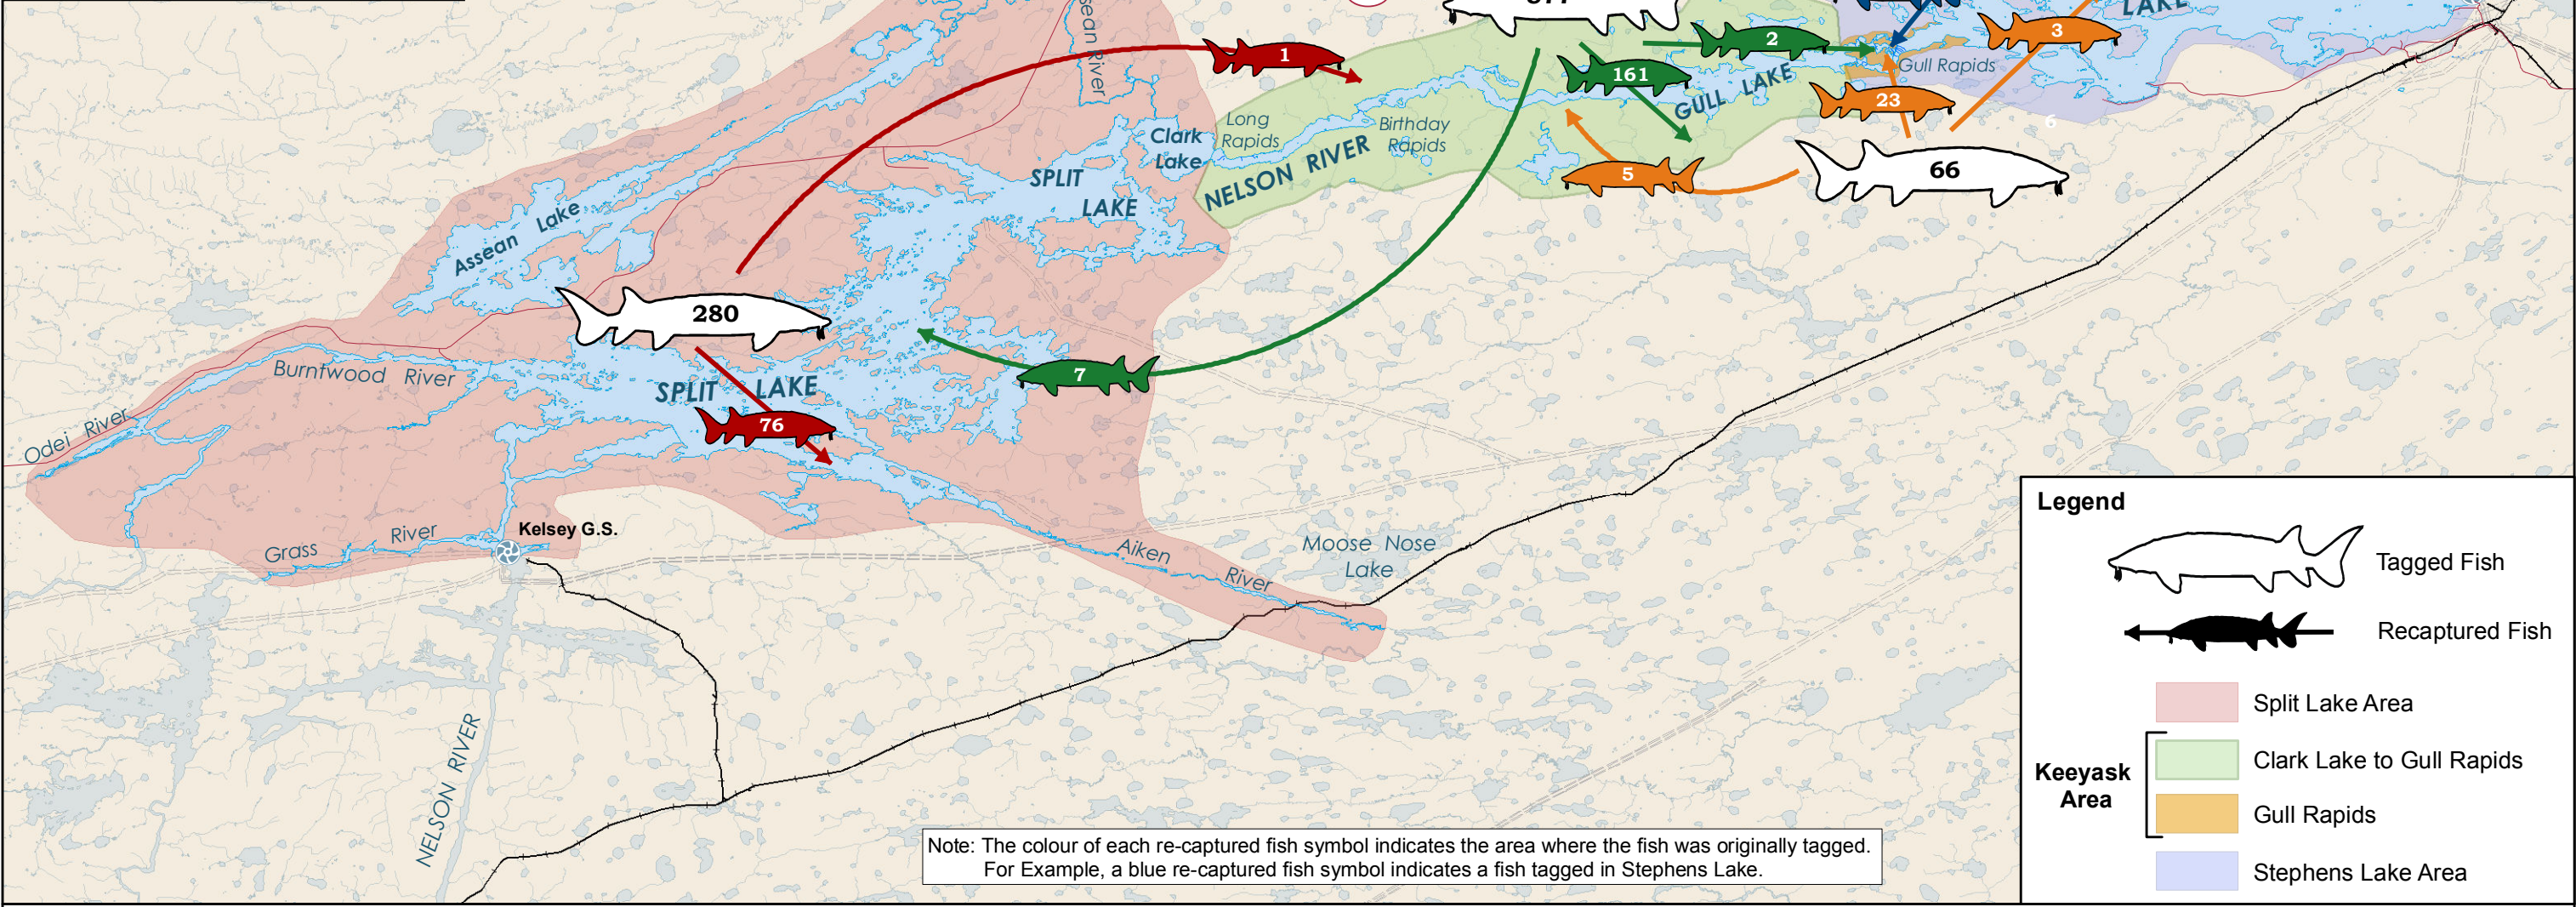 LAKE
3
2
1
161
Gull Rapids
GULL LAKE
23
6
Long
Rapids
Birthday
Rapids
Clark
Lake
NELSON RIVER
5
66
SPLIT
LAKE
Assean Lake
280
Burntwood River
SPLIT LAKE
7
76
Odei River
Grass River
Kelsey G.S.
Aiken River
Moose Nose
Lake
NELSON RIVER
Legend
Tagged Fish
Recaptured Fish
Split Lake Area
Keeyask
Area
Clark Lake to Gull Rapids
Gull Rapids
Stephens Lake Area
Note: The colour of each re-captured fish symbol indicates the area where the fish was originally tagged.
For Example, a blue re-captured fish symbol indicates a fish tagged in Stephens Lake.